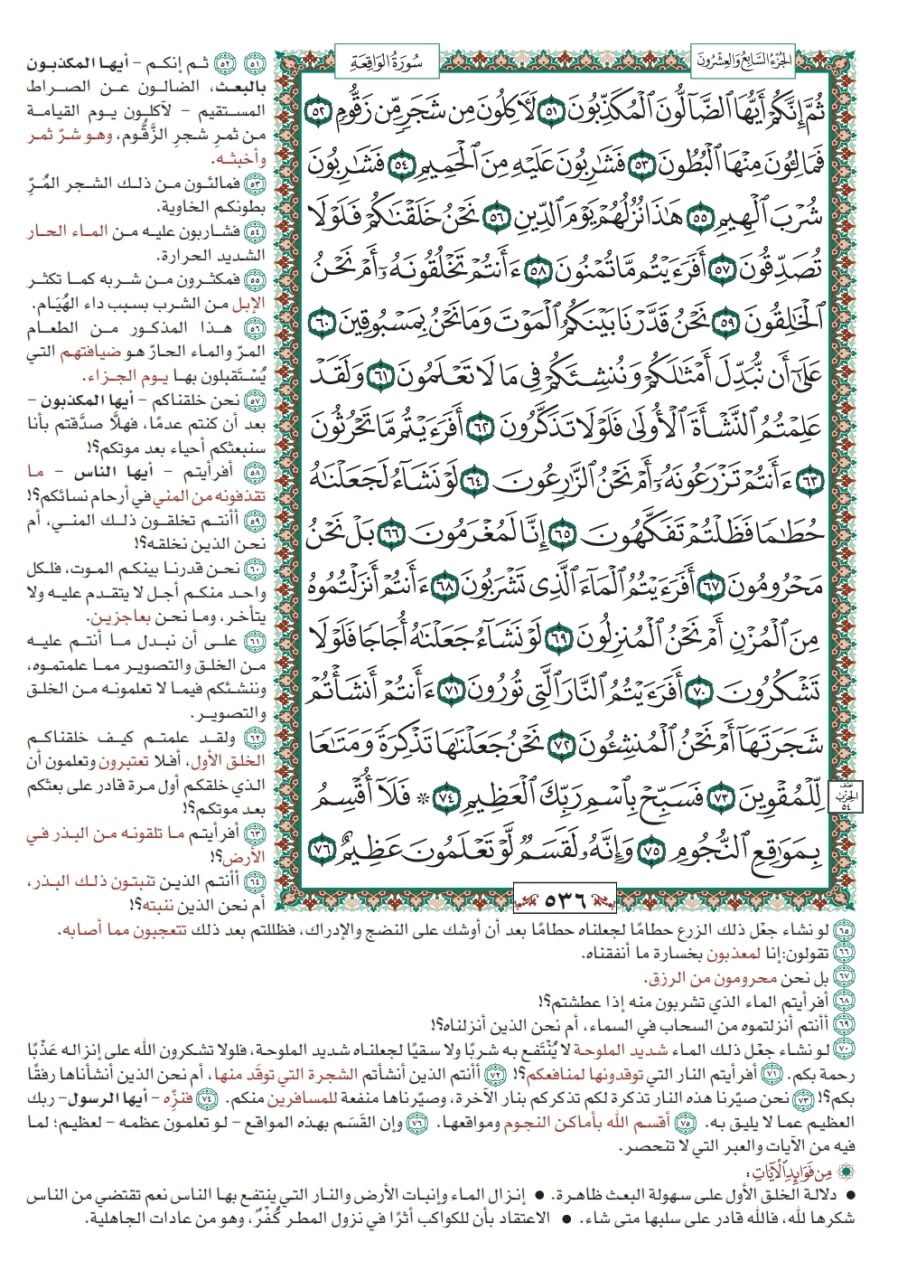 الجزء السابع والعشرون
سورة الواقعة
ثُمَّ إِنَّكُمْ أَيُّهَا ٱلضَّآلُّونَ ٱلْمُكَذِّبُونَ ٥١ لَأٓكِلُونَ مِن شَجَرٍ مِّن زَقُّومٍ ٥٢
فَمَالِـُٔونَ مِنْهَا ٱلْبُطُونَ ٥٣ فَشَٰرِبُونَ عَلَيْهِ مِنَ ٱلْحَمِيمِ ٥٤ فَشَٰرِبُونَ
شُرْبَ ٱلْهِيمِ ٥٥ هَٰذَا نُزُلُهُمْ يَوْمَ ٱلدِّينِ ٥٦ نَحْنُ خَلَقْنَٰكُمْ فَلَوْلَا
تُصَدِّقُونَ ٥٧ أَفَرَءَيْتُم مَّا تُمْنُونَ ٥٨ ءَأَنتُمْ تَخْلُقُونَهُۥٓ أَمْ نَحْنُ
ٱلْخَٰلِقُونَ ٥٩ نَحْنُ قَدَّرْنَا بَيْنَكُمُ ٱلْمَوْتَ وَمَا نَحْنُ بِمَسْبُوقِينَ ٦٠
عَلَىٰٓ أَن نُّبَدِّلَ أَمْثَٰلَكُمْ وَنُنشِئَكُمْ فِى مَا لَا تَعْلَمُونَ ٦١ وَلَقَدْ
عَلِمْتُمُ ٱلنَّشْأَةَ ٱلْأُولَىٰ فَلَوْلَا تَذَكَّرُونَ ٦٢ أَفَرَءَيْتُم مَّا تَحْرُثُونَ
٦٣ ءَأَنتُمْ تَزْرَعُونَهُۥٓ أَمْ نَحْنُ ٱلزَّٰرِعُونَ ٦٤ لَوْ نَشَآءُ لَجَعَلْنَٰهُ
حُطَٰمًا فَظَلْتُمْ تَفَكَّهُونَ ٦٥ إِنَّا لَمُغْرَمُونَ ٦٦ بَلْ نَحْنُ
مَحْرُومُونَ ٦٧ أَفَرَءَيْتُمُ ٱلْمَآءَ ٱلَّذِى تَشْرَبُونَ ٦٨ ءَأَنتُمْ أَنزَلْتُمُوهُ
مِنَ ٱلْمُزْنِ أَمْ نَحْنُ ٱلْمُنزِلُونَ ٦٩ لَوْ نَشَآءُ جَعَلْنَٰهُ أُجَاجًا فَلَوْلَا
تَشْكُرُونَ ٧٠ أَفَرَءَيْتُمُ ٱلنَّارَ ٱلَّتِى تُورُونَ ٧١ ءَأَنتُمْ أَنشَأْتُمْ
شَجَرَتَهَآ أَمْ نَحْنُ ٱلْمُنشِـُٔونَ ٧٢ نَحْنُ جَعَلْنَٰهَا تَذْكِرَةً وَمَتَٰعًا
لِّلْمُقْوِينَ ٧٣ فَسَبِّحْ بِٱسْمِ رَبِّكَ ٱلْعَظِيمِ ٧٤ ۞ فَلَآ أُقْسِمُ
بِمَوَٰقِعِ ٱلنُّجُومِ ٧٥ وَإِنَّهُۥ لَقَسَمٌ لَّوْ تَعْلَمُونَ عَظِيمٌ ٧٦
نصف
الحزب
٥٤
٥٣٦
٥١ ٥٢ ثم إنكم – أيها المكذبون
بالبعث، الضالون عن الصراط
المستقيم – لآكلون يوم القيامة
من ثمرِ شجرِ الزَّقُّوم، وهو شرّ ثمر
وأخبثه.
٥٣ فمالئون من ذلك الشجر المُرِّ
بطونكم الخاوية.
٥٤ فشاربون عليه من الماء الحار
الشديد الحرارة.
٥٥ فمكثرون من شربه كما تكثر
الإبل من الشرب بسبب داء الهُيَام.
٥٦ هذا المذكور من الطعام
المرّ والماء الحارّ هو ضيافتهم التي
يُسْتَقبلون بها يوم الجزاء.
٥٧ نحن خلقناكم – أيها المكذبون –
بعد أن كنتم عدمًا، فهلَّا صدَّقتم بأنا
سنبعثكم أحياء بعد موتكم؟!
٥٨ أفرأيتم – أيها الناس – ما
تقذفونه من المني في أرحام نسائكم؟!
٥٩ أأنتم تخلقون ذلك المني، أم
نحن الذين نخلقه؟!
٦٠ نحن قدرنا بينكم الموت، فلكل
واحد منكم أجل لا يتقدم عليه ولا
يتأخر، وما نحن بعاجزين.
٦١ على أن نبدل ما أنتم عليه
من الخلق والتصوير مما علمتموه،
وننشئكم فيما لا تعلمونه من الخلق
والتصوير.
٦٢ ولقد علمتم كيف خلقناكم
الخلق الأول، أفلا تعتبرون وتعلمون أن
الذي خلقكم أول مرة قادر على بعثكم
بعد موتكم؟!
٦٣ أفرأيتم ما تلقونه من البذر في
الأرض؟!
٦٤ أأنتم الذين تنبتون ذلك البذر،
أم نحن الذين ننبته؟!
٦٥ لو نشاء جعْل ذلك الزرع حطامًا لجعلناه حطامًا بعد أن أوشك على النضج والإدراك، فظللتم بعد ذلك تتعجبون مما أصابه.
٦٦ تقولون:إنا لمعذبون بخسارة ما أنفقناه.
٦٧ بل نحن محرومون من الرزق.
٦٨ أفرأيتم الماء الذي تشربون منه إذا عطشتم؟!
٦٩ أأنتم أنزلتموه من السحاب في السماء، أم نحن الذين أنزلناه؟!
٧٠ لو نشاء جعْل ذلك الماء شديد الملوحة لا يُنْتَفع به شربًا ولا سقيًا لجعلناه شديد الملوحة، فلولا تشكرون الله على إنزاله عَذْبًا
رحمة بكم. ٧١ أفرأيتم النار التي توقدونها لمنافعكم؟! ٧٢ أأنتم الذين أنشأتم الشجرة التي توقَد منها، أم نحن الذين أنشأناها رفقًا
بكم؟! ٧٣ نحن صيّرنا هذه النار تذكرة لكم تذكركم بنار الآخرة، وصيّرناها منفعة للمسافرين منكم. ٧٤ فنزِّه – أيها الرسول– ربك
العظيم عما لا يليق به. ٧٥ أقسم الله بأماكن النجوم ومواقعها. ٧٦ وإن القَسَم بهذه المواقع – لو تعلمون عظمه – لعظيم؛ لما
فيه من الآيات والعبر التي لا تنحصر.
من فوائد الآيات:
● دلالة الخلق الأول على سهولة البعث ظاهرة. ● إنزال الماء وإنبات الأرض والنار التي ينتفع بها الناس نعم تقتضي من الناس
شكرها لله، فالله قادر على سلبها متى شاء. ● الاعتقاد بأن للكواكب أثرًا في نزول المطر كُفْرٌ، وهو من عادات الجاهلية.